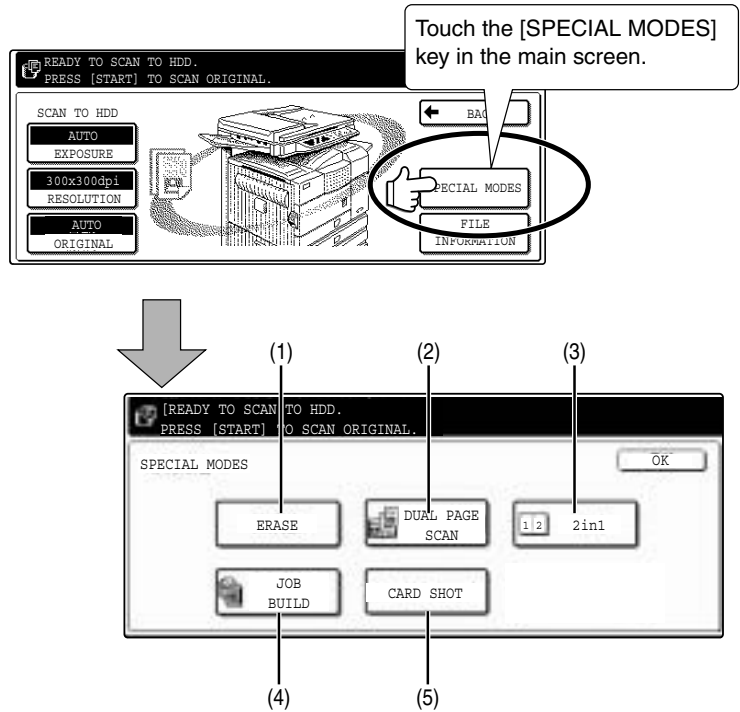 Touch the [SPECIAL MODES]
key in the main screen.
READY TO SCAN TO HDD.
PRESS [START] TO SCAN ORIGINAL.
SCAN TO HDD
AUTO
EXPOSURE
300x300dpi
RESOLUTION
AUTO
ORIGINAL
BA
PECIAL MODES
FILE
INFORMATION
(1)
(2)
(3)
[READY TO SCAN TO HDD.
PRESS [START] TO SCAN ORIGINAL.
SPECIAL MODES
OK
ERASE
DUAL PAGE
SCAN
1 2 2in1
JOB
BUILD
CARD SHOT
(4)
(5)